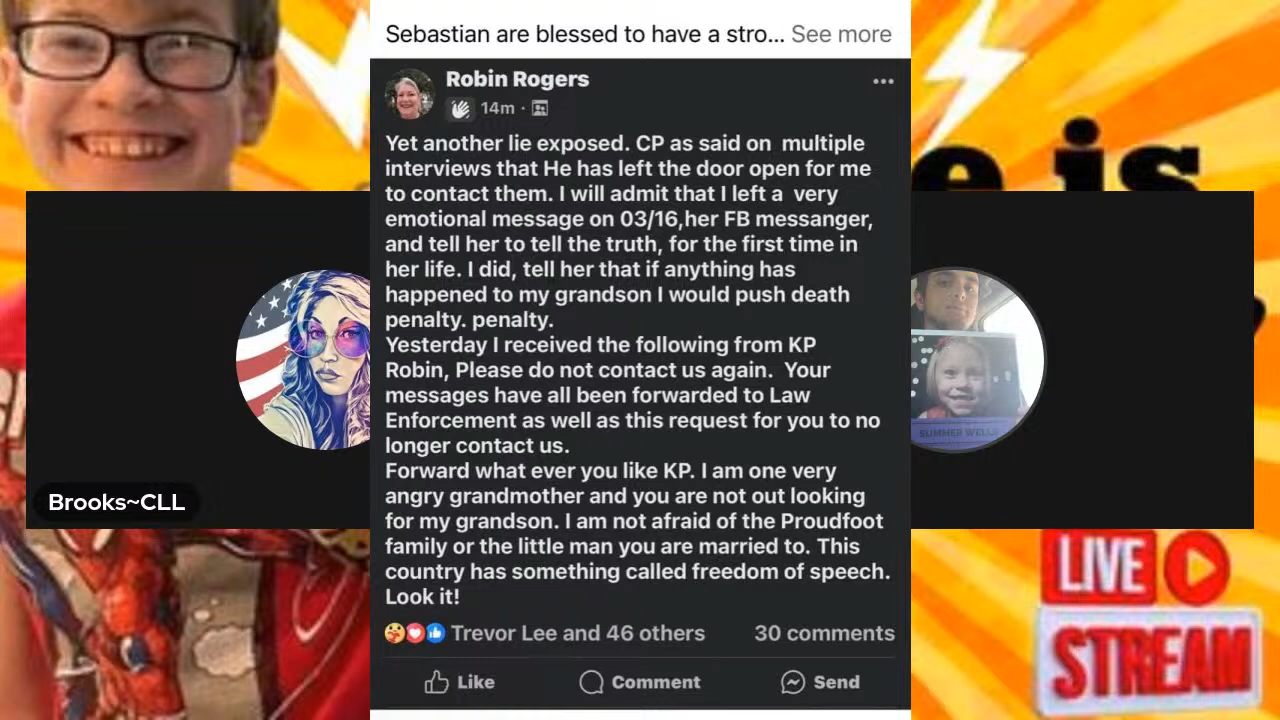 Sebastian are blessed to have a stro... See more
Robin Rogers
14m ·
Yet another lie exposed. CP as said on multiple
interviews that He has left the door open for me
to contact them. I will admit that I left a very
emotional message on 03/16,her FB messanger,
and tell her to tell the truth, for the first time in
her life. I did, tell her that if anything has
happened to my grandson I would push death
penalty. penalty.
Yesterday I received the following from KP
Robin, Please do not contact us again. Your
messages have all been forwarded to Law
Enforcement as well as this request for you to no
longer contact us.
Forward what ever you like KP. I am one very
angry grandmother and you are not out looking
for my grandson. I am not afraid of the Proudfoot
family or the little man you are married to. This
country has something called freedom of speech.
Look it!
Trevor Lee and 46 others 30 comments
Like Comment Send
Brooks~CLL
SUMMER WELLS
e is
LIVE
STREAM